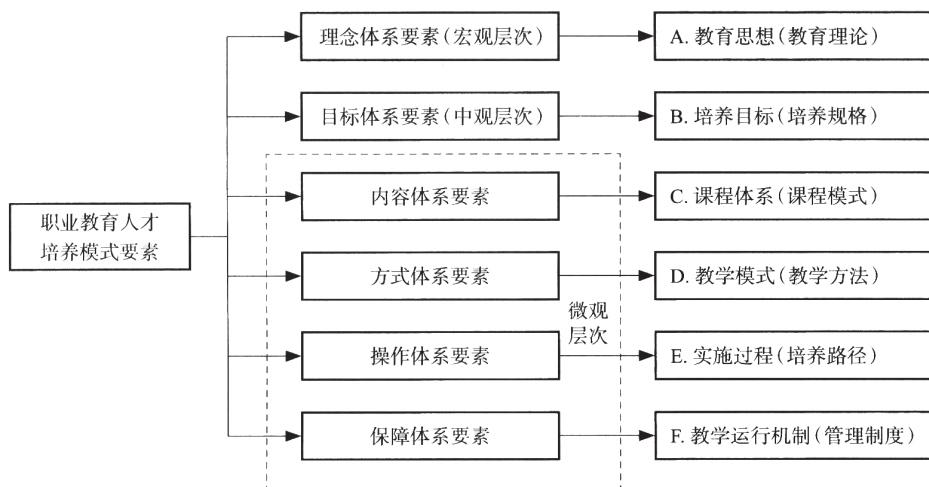 理念体系要素(宏观层次)
A. 教育思想(教育理论)
目标体系要素(中观层次)
B. 培养目标(培养规格)
内容体系要素
C. 课程体系(课程模式)
职业教育人才
培养模式要素
方式体系要素
D. 教学模式(教学方法)
微观
层次
操作体系要素
E. 实施过程(培养路径)
保障体系要素
F. 教学运行机制(管理制度)